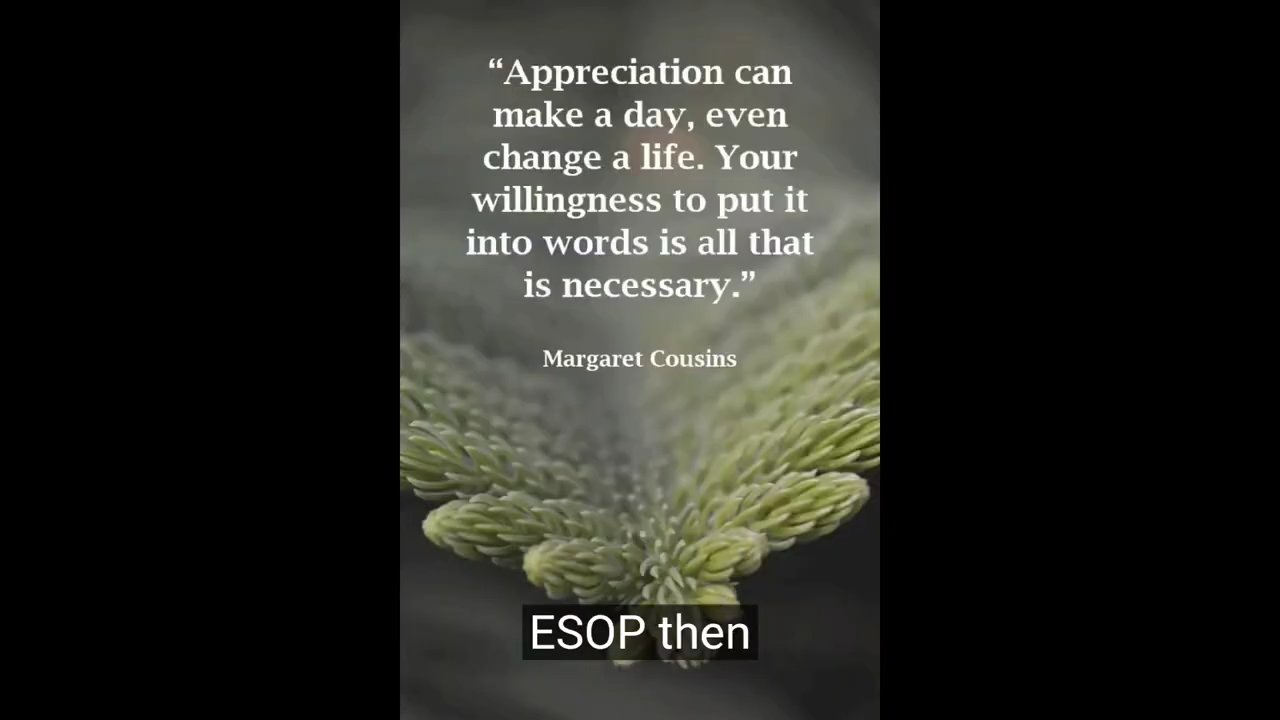 “Appreciation can
make a day, even
change a life. Your
willingness to put it
into words is all that
is necessary.”
Margaret Cousins
ESOP then